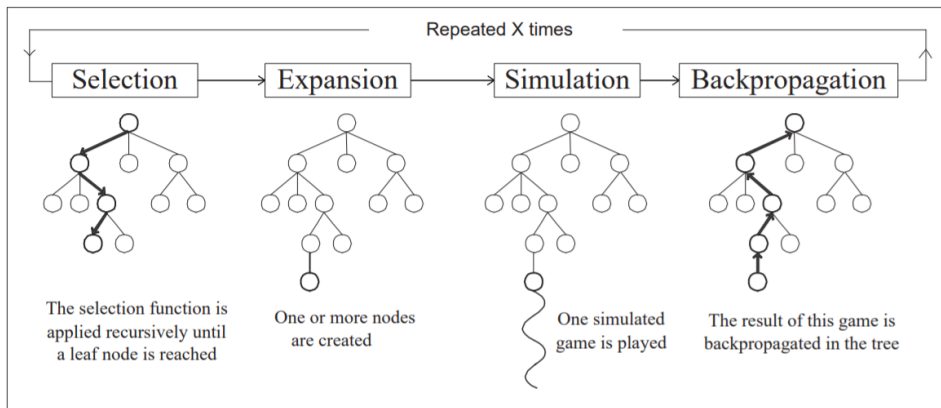 Repeated X times
Selection
Expansion
Simulation
Backpropagation
The selection function is
applied recursively until
a leaf node is reached
One or more nodes
are created
One simulated
game is played
The result of this game is
backpropagated in the tree